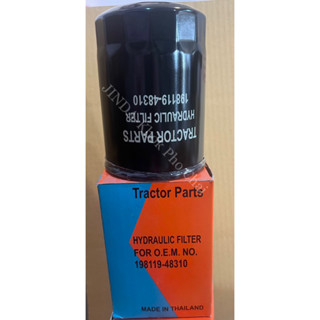 TRACTOR PARTS
HYDRAULIC FILTER
198119-48310
Tractor Parts
HYDRAULIC FILTER
FOR O.E.M. NO.
198119-48310
MADE IN THAILAND